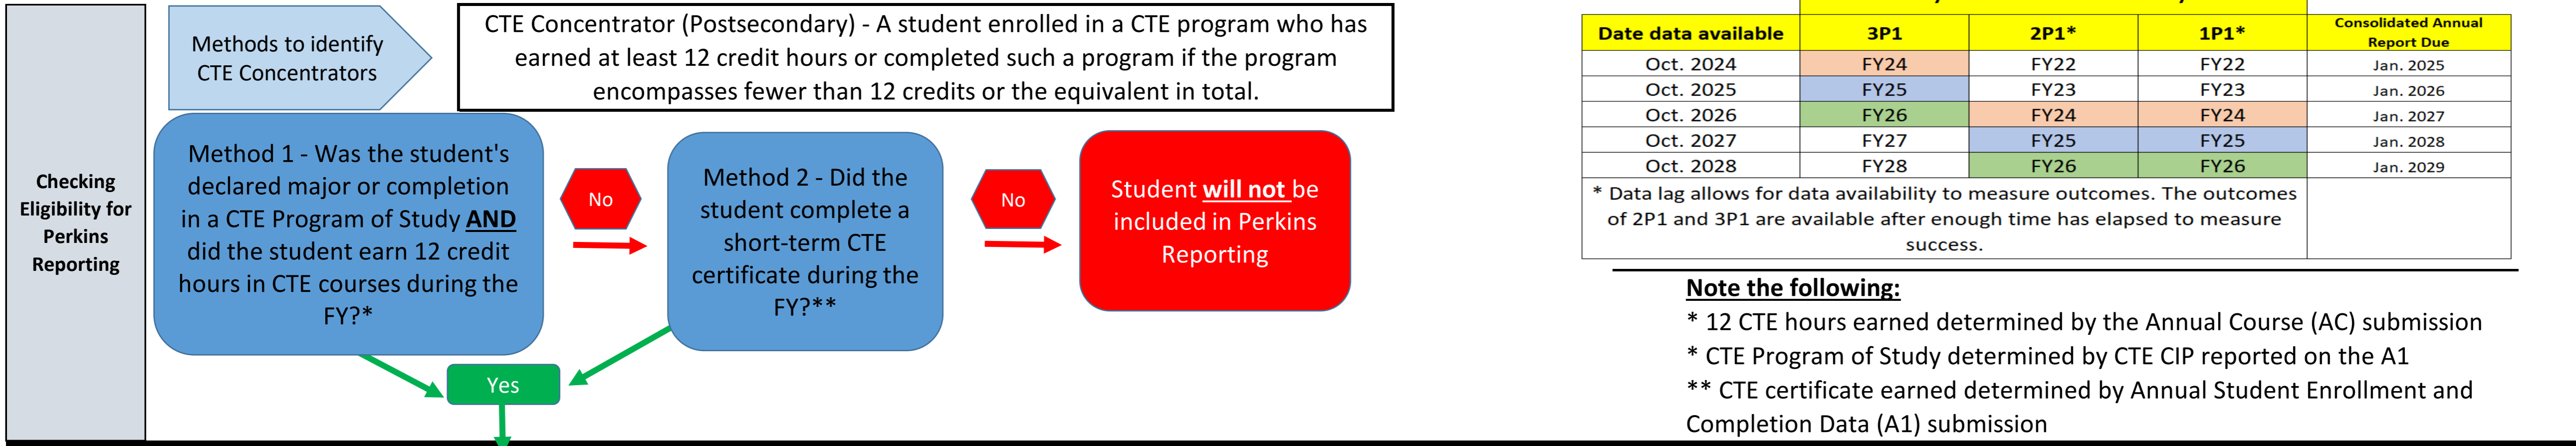 Checking
Eligibility for
Perkins
Reporting
Methods to identify
CTE Concentrators
CTE Concentrator (Postsecondary) - A student enrolled in a CTE program who has
earned at least 12 credit hours or completed such a program if the program
encompasses fewer than 12 credits or the equivalent in total.
Method 1 - Was the student's
declared major or completion
in a CTE Program of Study AND
did the student earn 12 credit
hours in CTE courses during the
FY?*
No
Method 2 - Did the
student complete a
short-term CTE
certificate during the
FY?**
No
Student will not be
included in Perkins
Reporting
Yes
Date data available 3P1 2P1* 1P1* Consolidated Annual
Report Due
Oct. 2024 FY24 FY22 FY22 Jan. 2025
Oct. 2025 FY25 FY23 FY23 Jan. 2026
Oct. 2026 FY26 FY24 FY24 Jan. 2027
Oct. 2027 FY27 FY25 FY25 Jan. 2028
Oct. 2028 FY28 FY26 FY26 Jan. 2029
* Data lag allows for data availability to measure outcomes. The outcomes
of 2P1 and 3P1 are available after enough time has elapsed to measure
success.
Note the following:
* 12 CTE hours earned determined by the Annual Course (AC) submission
* CTE Program of Study determined by CTE CIP reported on the A1
** CTE certificate earned determined by Annual Student Enrollment and
Completion Data (A1) submission